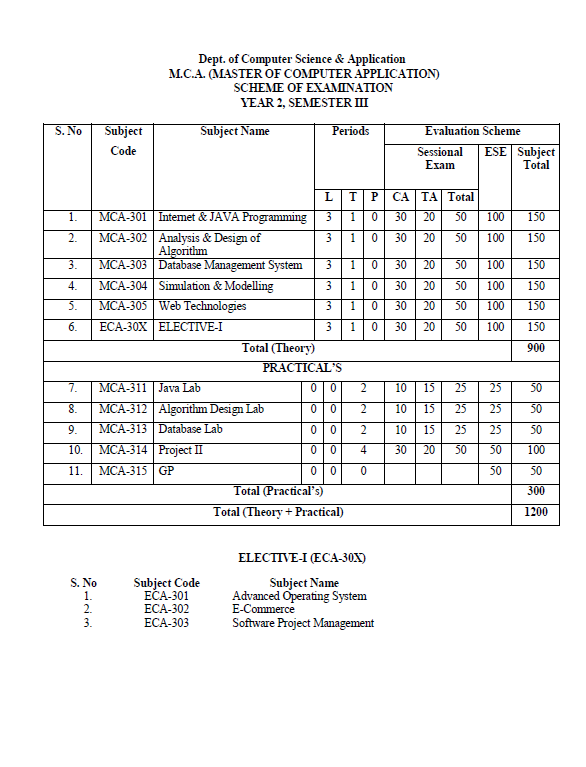 Dept. of Computer Science & Application
M.C.A. (MASTER OF COMPUTER APPLICATION)
SCHEME OF EXAMINATION
YEAR 2, SEMESTER III
S. No Subject Code Subject Name Periods Evaluation Scheme
Sessional Exam ESE Subject Total
L T P CA TA Total
1. MCA-301 Internet & JAVA Programming 3 1 0 30 20 50 100 150
2. MCA-302 Analysis & Design of Algorithm 3 1 0 30 20 50 100 150
3. MCA-303 Database Management System 3 1 0 30 20 50 100 150
4. MCA-304 Simulation & Modelling 3 1 0 30 20 50 100 150
5. MCA-305 Web Technologies 3 1 0 30 20 50 100 150
6. ECA-30X ELECTIVE-I 3 1 0 30 20 50 100 150
Total (Theory) 900
PRACTICAL'S
7. MCA-311 Java Lab 0 0 2 10 15 25 25 50
8. MCA-312 Algorithm Design Lab 0 0 2 10 15 25 25 50
9. MCA-313 Database Lab 0 0 2 10 15 25 25 50
10. MCA-314 Project II 0 0 4 30 20 50 50 100
11. MCA-315 GP 0 0 0 50 50
Total (Practical's) 300
Total (Theory + Practical) 1200
ELECTIVE-I (ECA-30X)
S. No Subject Code Subject Name
1. ECA-301 Advanced Operating System
2. ECA-302 E-Commerce
3. ECA-303 Software Project Management